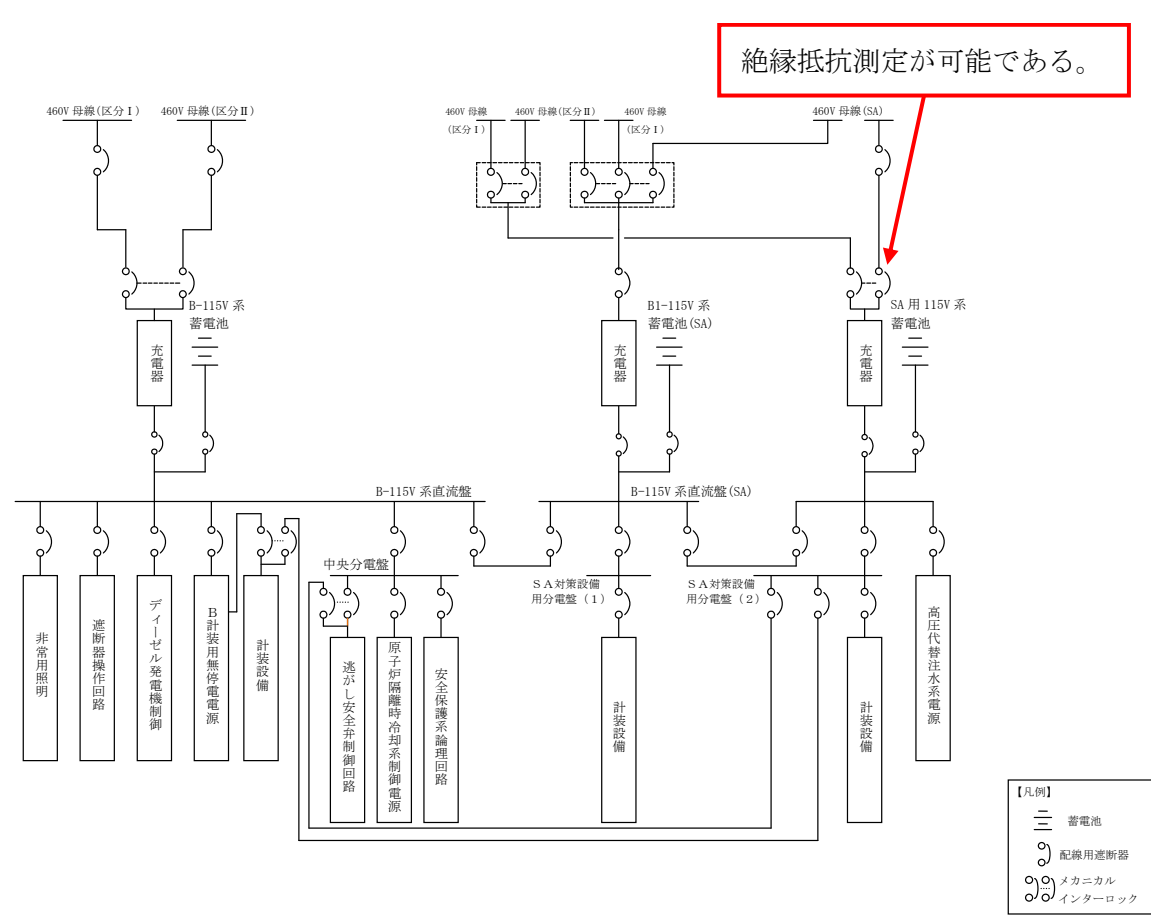 絶縁抵抗測定が可能である。
460V 母線(区分Ⅰ)
460V 母線(区分Ⅱ)
460V 母線
(区分Ⅰ)
460V 母線(区分Ⅱ)
460V 母線
(区分Ⅰ)
460V 母線(SA)
B-115V 系
蓄電池
充電器
B1-115V 系
蓄電池(SA)
充電器
SA 用 115V 系
蓄電池
充電器
B-115V 系直流盤
B-115V 系直流盤(SA)
中央分電盤
SA対策設備
用分電盤(1)
SA対策設備
用分電盤(2)
非常用照明
遮断器操作回路
ディーゼル発電機制御
B計装用無停電電源
計装設備
逃がし安全弁制御回路
原子炉隔離時冷却系制御電源
安全保護系論理回路
計装設備
計装設備
高圧代替注水系電源
【凡例】
蓄電池
配線用遮断器
メカニカル
インターロック